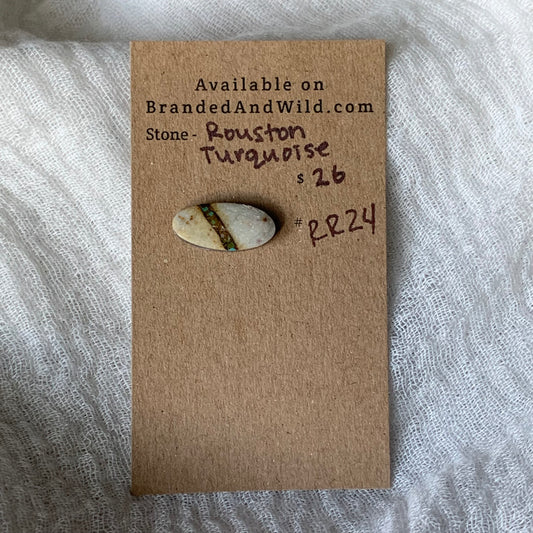 Available on
BrandedAndWild.com
Stone - Rouston
Turquoise
$ 26
# RR24